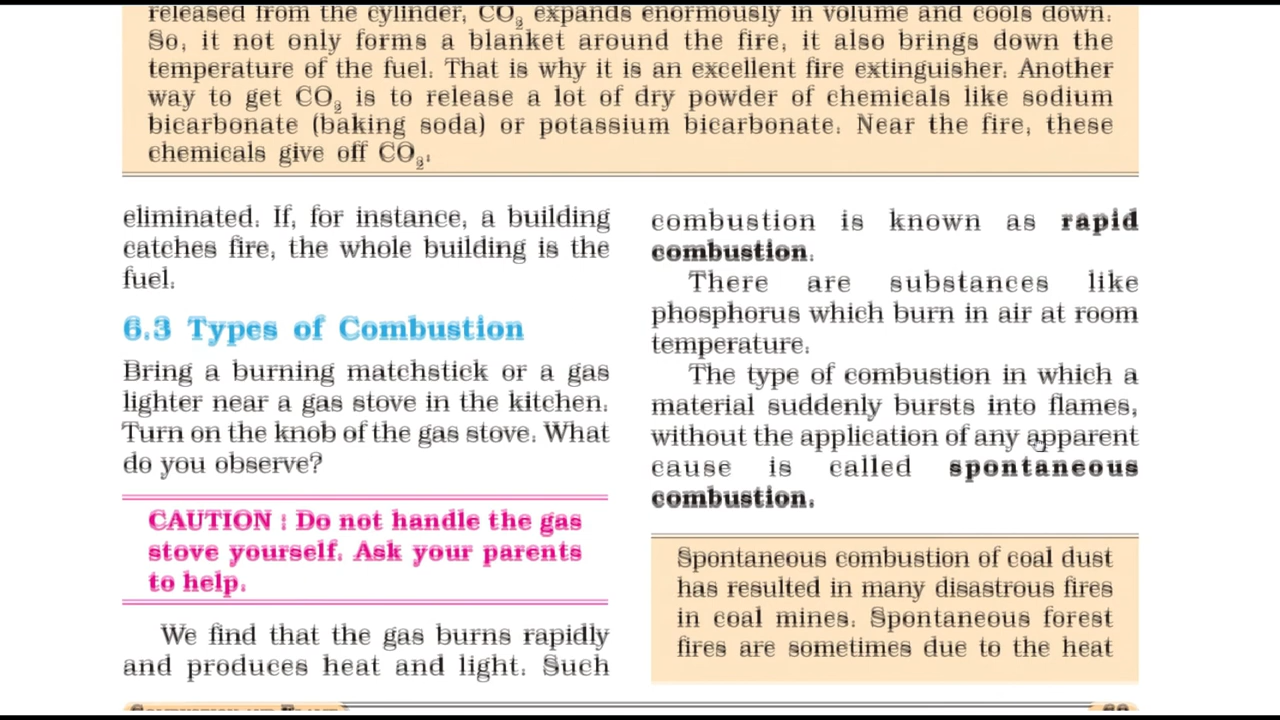 released from the cylinder, CO₂ expands enormously in volume and cools down.
So, it not only forms a blanket around the fire, it also brings down the
temperature of the fuel. That is why it is an excellent fire extinguisher. Another
way to get CO₂ is to release a lot of dry powder of chemicals like sodium
bicarbonate (baking soda) or potassium bicarbonate. Near the fire, these
chemicals give off CO₂.
eliminated. If, for instance, a building
catches fire, the whole building is the
fuel.
6.3 Types of Combustion
Bring a burning matchstick or a gas
lighter near a gas stove in the kitchen.
Turn on the knob of the gas stove. What
do you observe?
CAUTION : Do not handle the gas
stove yourself. Ask your parents
to help.
We find that the gas burns rapidly
and produces heat and light. Such
combustion is known as rapid
combustion.
There are substances like
phosphorus which burn in air at room
temperature.
The type of combustion in which a
material suddenly bursts into flames,
without the application of any apparent
cause is called spontaneous
combustion.
Spontaneous combustion of coal dust
has resulted in many disastrous fires
in coal mines. Spontaneous forest
fires are sometimes due to the heat